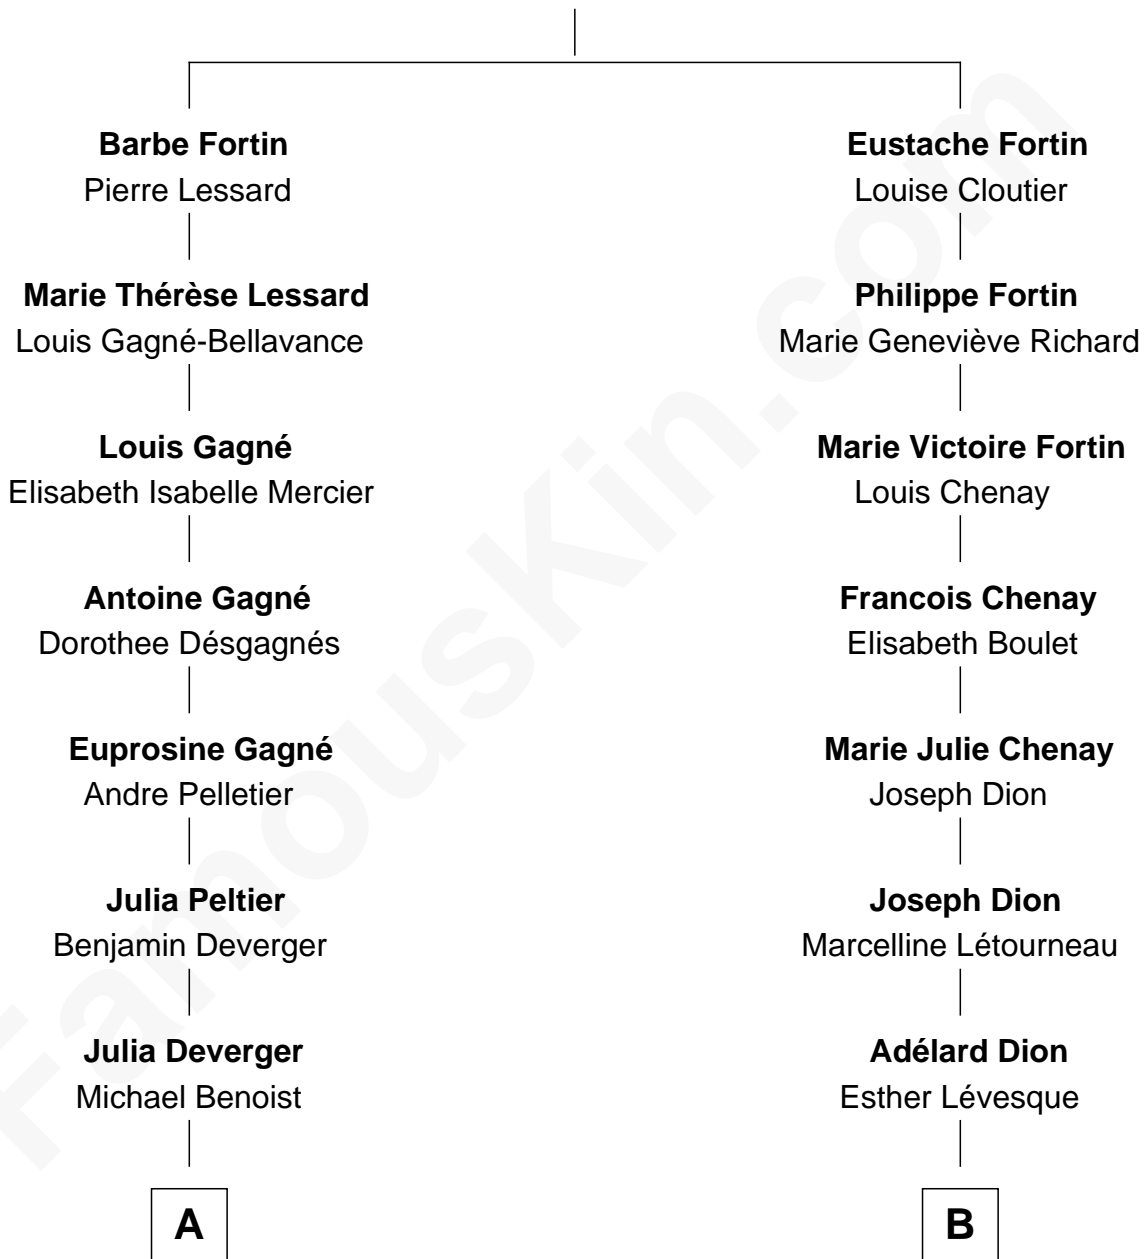 Barbe Fortin
Pierre Lessard
Marie Thérèse Lessard
Louis Gagné-Bellavance
Louis Gagné
Elisabeth Isabelle Mercier
Antoine Gagné
Dorothee Désgagnés
Euprosine Gagné
Andre Pelletier
Julia Peltier
Benjamin Deverger
Julia Deverger
Michael Benoist
A
Eustache Fortin
Louise Cloutier
Philippe Fortin
Marie Geneviève Richard
Marie Victoire Fortin
Louis Chenay
Francois Chenay
Elisabeth Boulet
Marie Julie Chenay
Joseph Dion
Joseph Dion
Marcelline Létourneau
Adélard Dion
Esther Lévesque
B
FamousKin.com